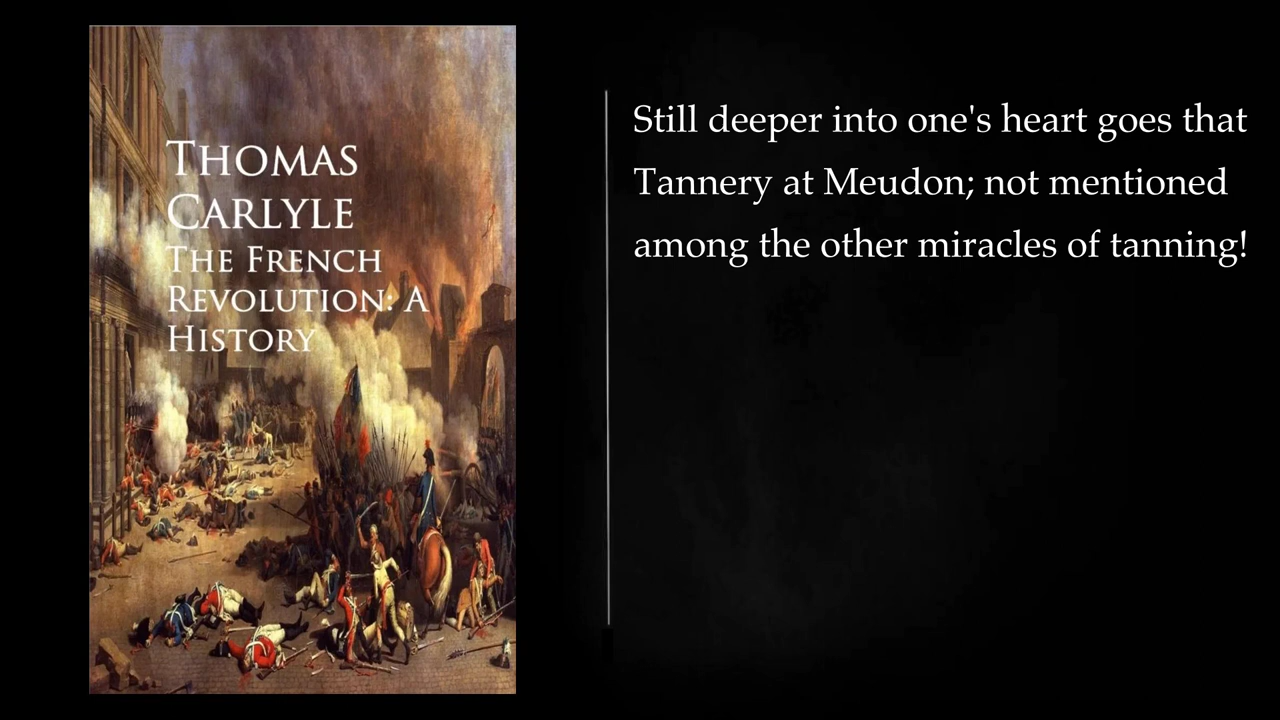 THOMAS
CARLYLE
THE FRENCH
REVOLUTION: A
HISTORY
Still deeper into one's heart goes that
Tannery at Meudon; not mentioned
among the other miracles of tanning!